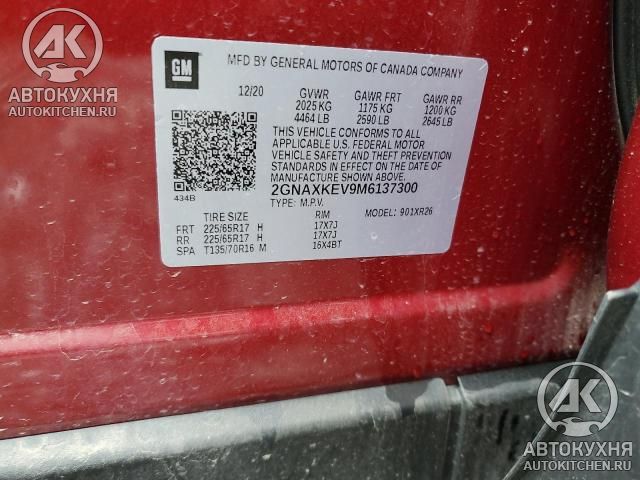 AK
АВТОКУХНЯ
AUTOKITCHEN.RU
GM
MFD BY GENERAL MOTORS OF CANADA COMPANY
12/20 GVWR GAWR FRT GAWR RR
2025 KG 1175 KG 1200 KG
4464 LB 2590 LB 2645 LB
THIS VEHICLE CONFORMS TO ALL
APPLICABLE U.S. FEDERAL MOTOR
VEHICLE SAFETY AND THEFT PREVENTION
STANDARDS IN EFFECT ON THE DATE OF
MANUFACTURE SHOWN ABOVE.
2GNAXKEV9M6137300
434B TYPE: M.P.V. MODEL: 901XR26
TIRE SIZE RIM
FRT 225/65R17 H 17X7J
RR 225/65R17 H 17X7J
SPA T135/70R16 M 16X4BT
AK
АВТОКУХНЯ
AUTOKITCHEN.RU